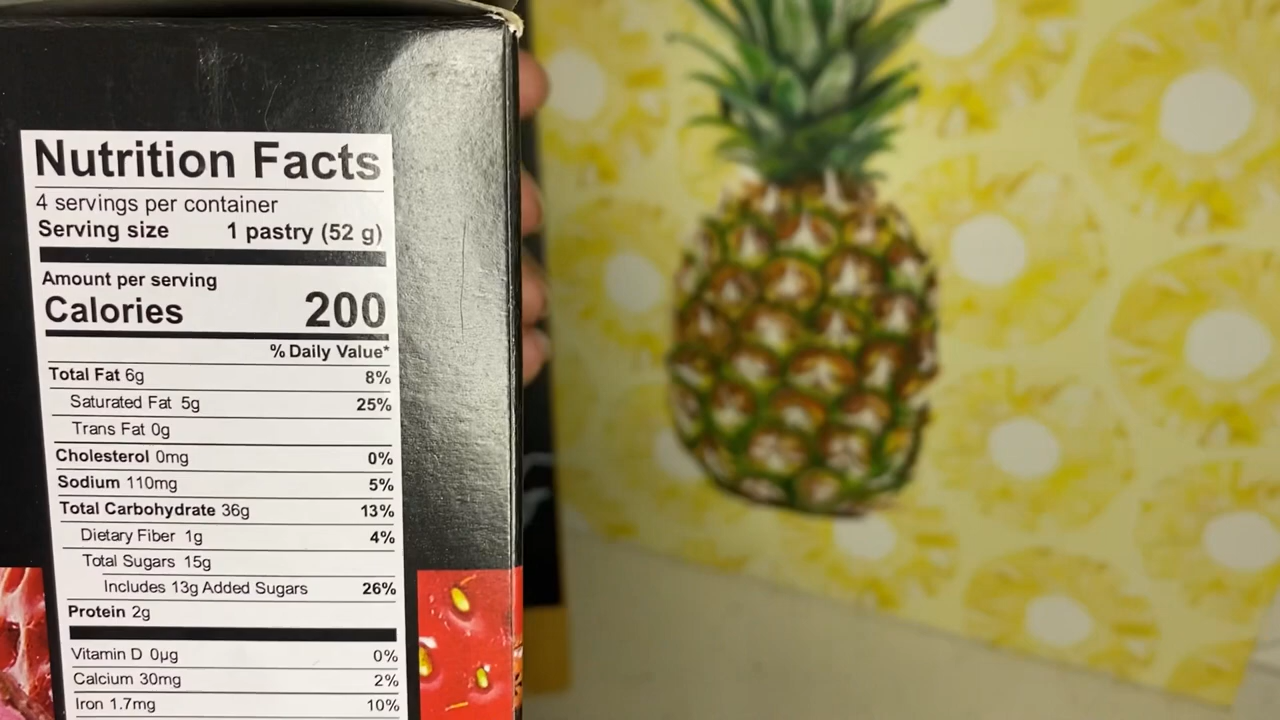 Nutrition Facts
4 servings per container
Serving size 1 pastry (52 g)
Amount per serving
Calories 200
% Daily Value*
Total Fat 6g 8%
Saturated Fat 5g 25%
Trans Fat 0g
Cholesterol 0mg 0%
Sodium 110mg 5%
Total Carbohydrate 36g 13%
Dietary Fiber 1g 4%
Total Sugars 15g
Includes 13g Added Sugars 26%
Protein 2g
Vitamin D 0µg 0%
Calcium 30mg 2%
Iron 1.7mg 10%